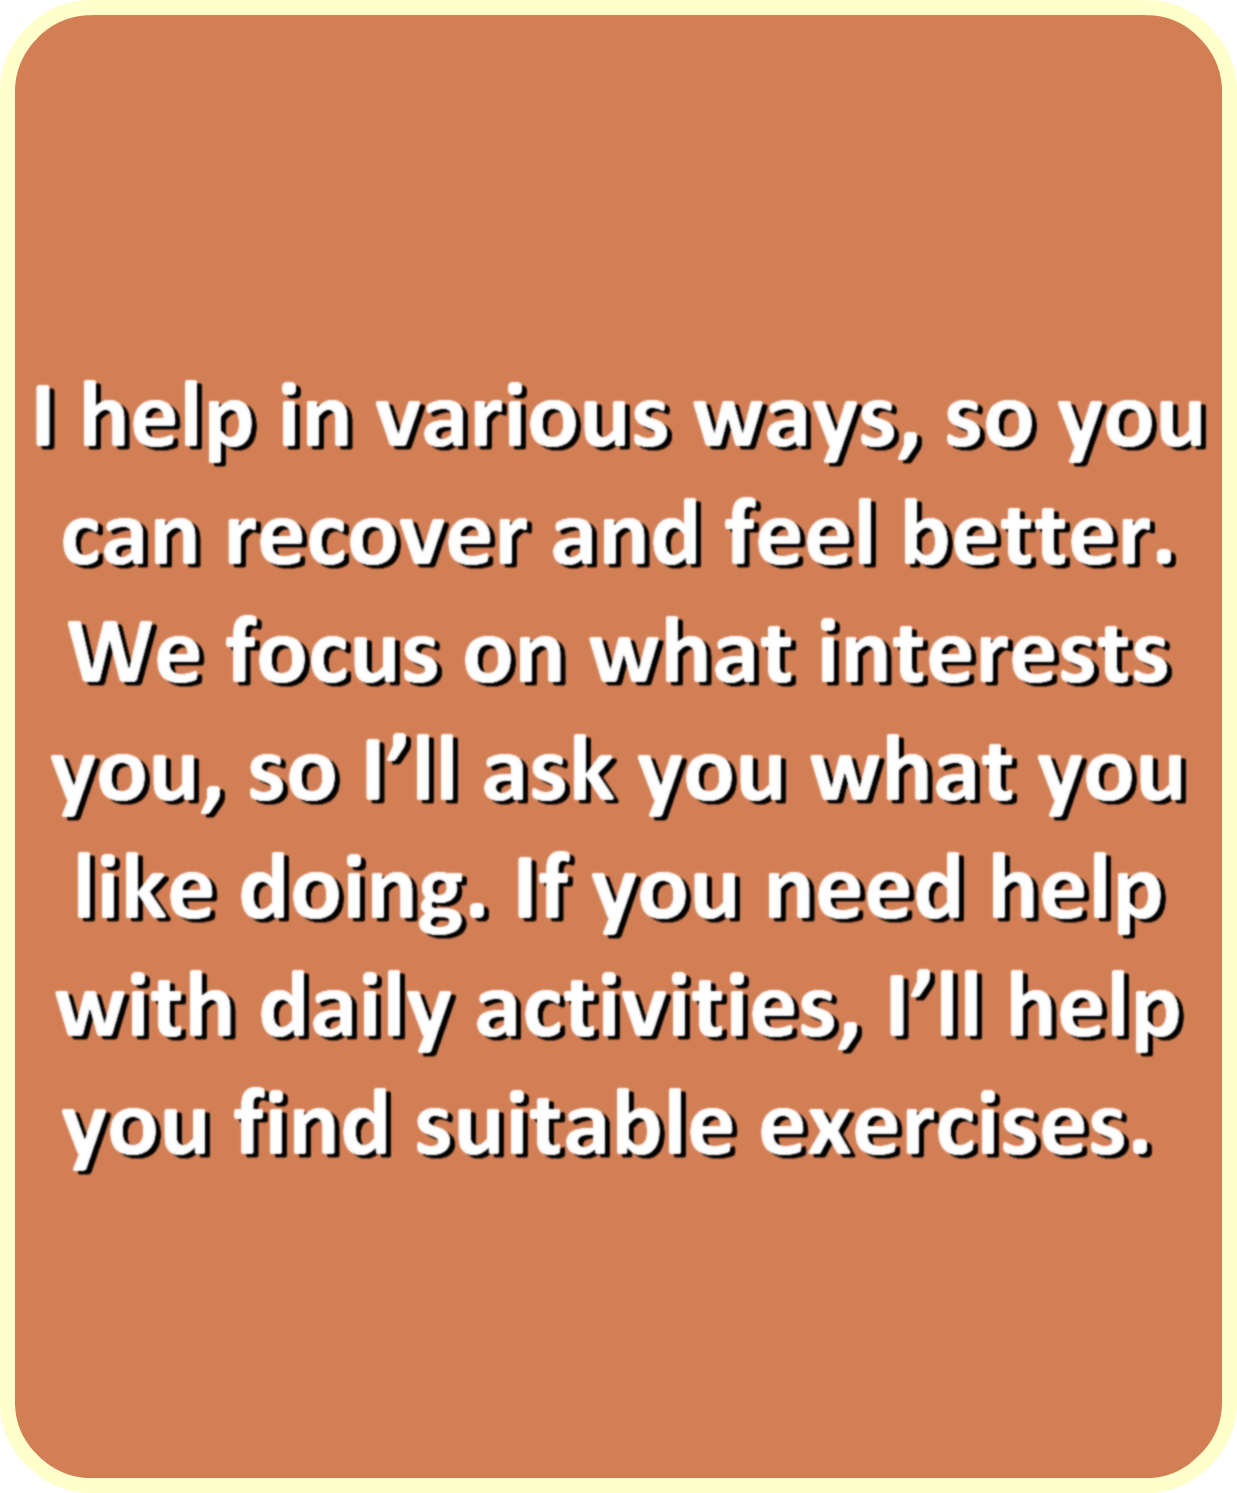 I help in various ways, so you
can recover and feel better.
We focus on what interests
you, so I’ll ask you what you
like doing. If you need help
with daily activities, I’ll help
you find suitable exercises.